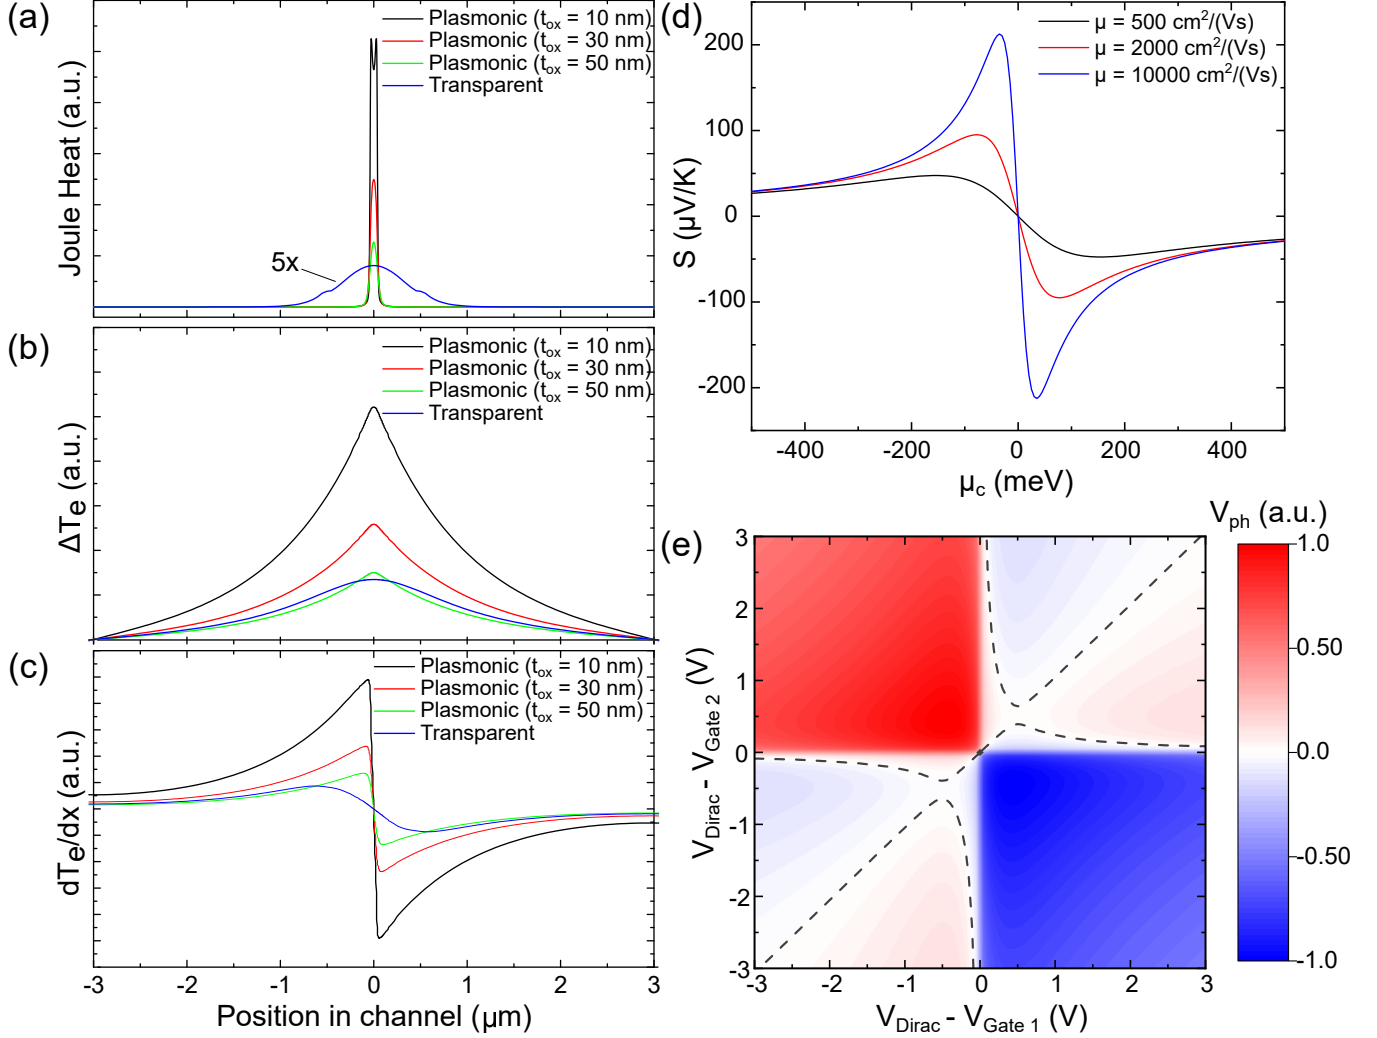 (a)
Plasmonic (tox = 10 nm)
Plasmonic (tox = 30 nm)
Plasmonic (tox = 50 nm)
Transparent
5x
Joule Heat (a.u.)
(b)
Plasmonic (tox = 10 nm)
Plasmonic (tox = 30 nm)
Plasmonic (tox = 50 nm)
Transparent
ΔTe (a.u.)
(c)
Plasmonic (tox = 10 nm)
Plasmonic (tox = 30 nm)
Plasmonic (tox = 50 nm)
Transparent
dTe/dx (a.u.)
-3 -2 -1 0 1 2 3
Position in channel (μm)
(d)
μ = 500 cm²/(Vs)
μ = 2000 cm²/(Vs)
μ = 10000 cm²/(Vs)
200
100
0
-100
-200
S (μV/K)
-400 -200 0 200 400
μc (meV)
(e)
Vph (a.u.)
3
2
1
0
-1
-2
-3
VDirac - VGate 2 (V)
-3 -2 -1 0 1 2 3
VDirac - VGate 1 (V)
1.0
0.50
0.0
-0.50
-1.0